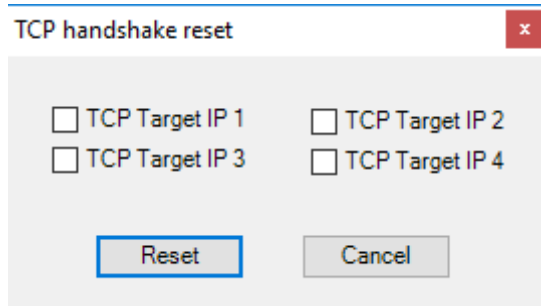 TCP handshake reset x
TCP Target IP 1 TCP Target IP 2
TCP Target IP 3 TCP Target IP 4
Reset Cancel